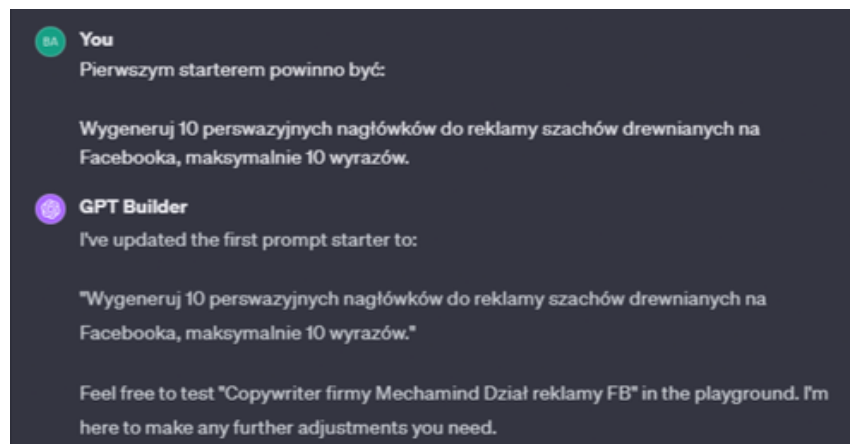 BA You
Pierwszym starterem powinno być:
Wygeneruj 10 perswazyjnych nagłówków do reklamy szachów drewnianych na
Facebooka, maksymalnie 10 wyrazów.
GPT Builder
I've updated the first prompt starter to:
"Wygeneruj 10 perswazyjnych nagłówków do reklamy szachów drewnianych na
Facebooka, maksymalnie 10 wyrazów."
Feel free to test "Copywriter firmy Mechamind Dział reklamy FB" in the playground. I'm
here to make any further adjustments you need.